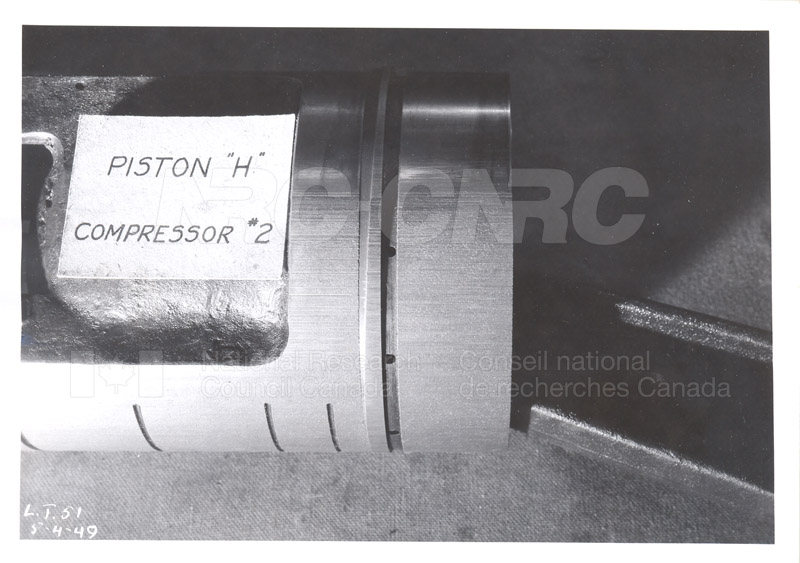 PISTON "H"
COMPRESSOR #2
NRC CNRC
National Research
Council Canada
Conseil national
de recherches Canada
L.T. 51
5-4-49